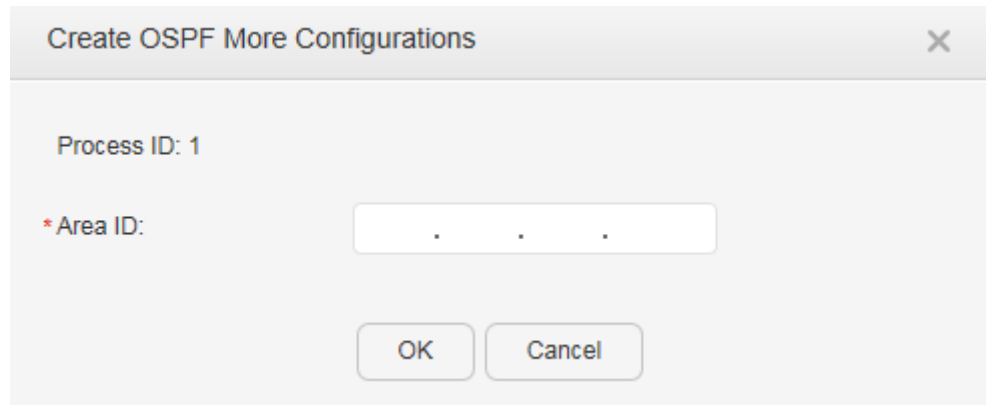 Create OSPF More Configurations
Process ID: 1
* Area ID:
. . .
OK Cancel